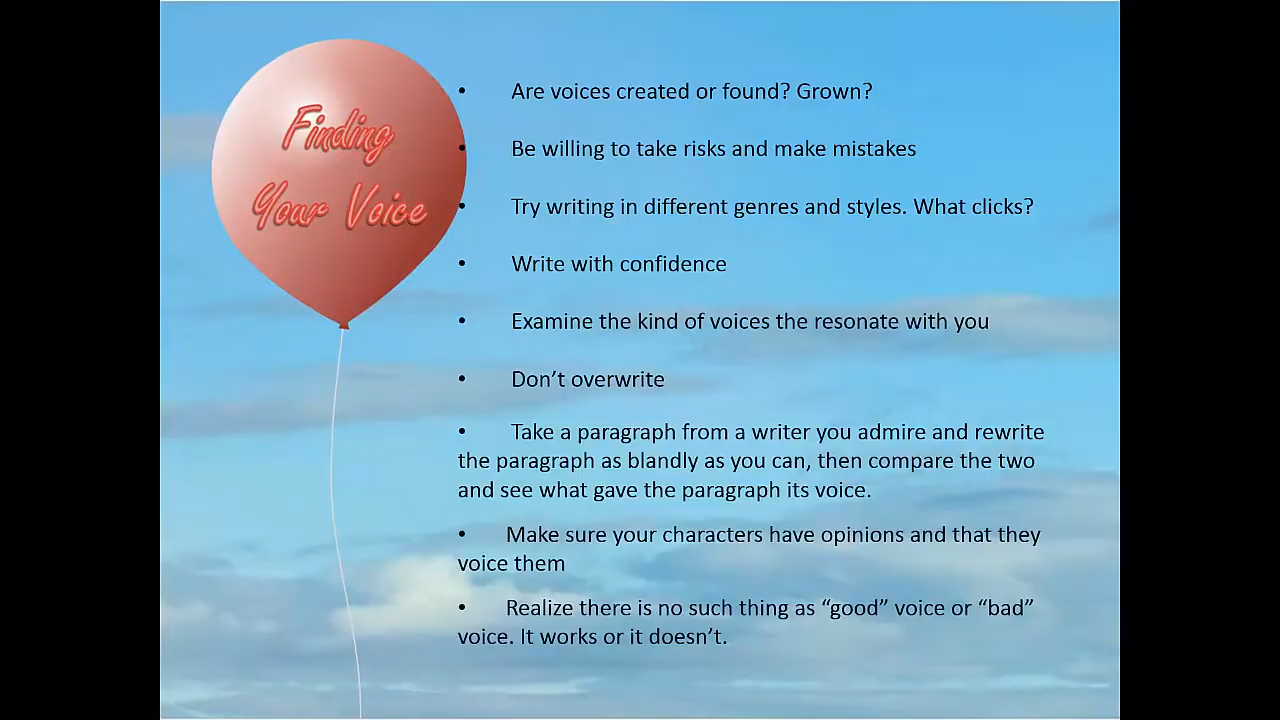 Finding
Your Voice
• Are voices created or found? Grown?
• Be willing to take risks and make mistakes
• Try writing in different genres and styles. What clicks?
• Write with confidence
• Examine the kind of voices the resonate with you
• Don’t overwrite
• Take a paragraph from a writer you admire and rewrite
the paragraph as blandly as you can, then compare the two
and see what gave the paragraph its voice.
• Make sure your characters have opinions and that they
voice them
• Realize there is no such thing as “good” voice or “bad”
voice. It works or it doesn’t.